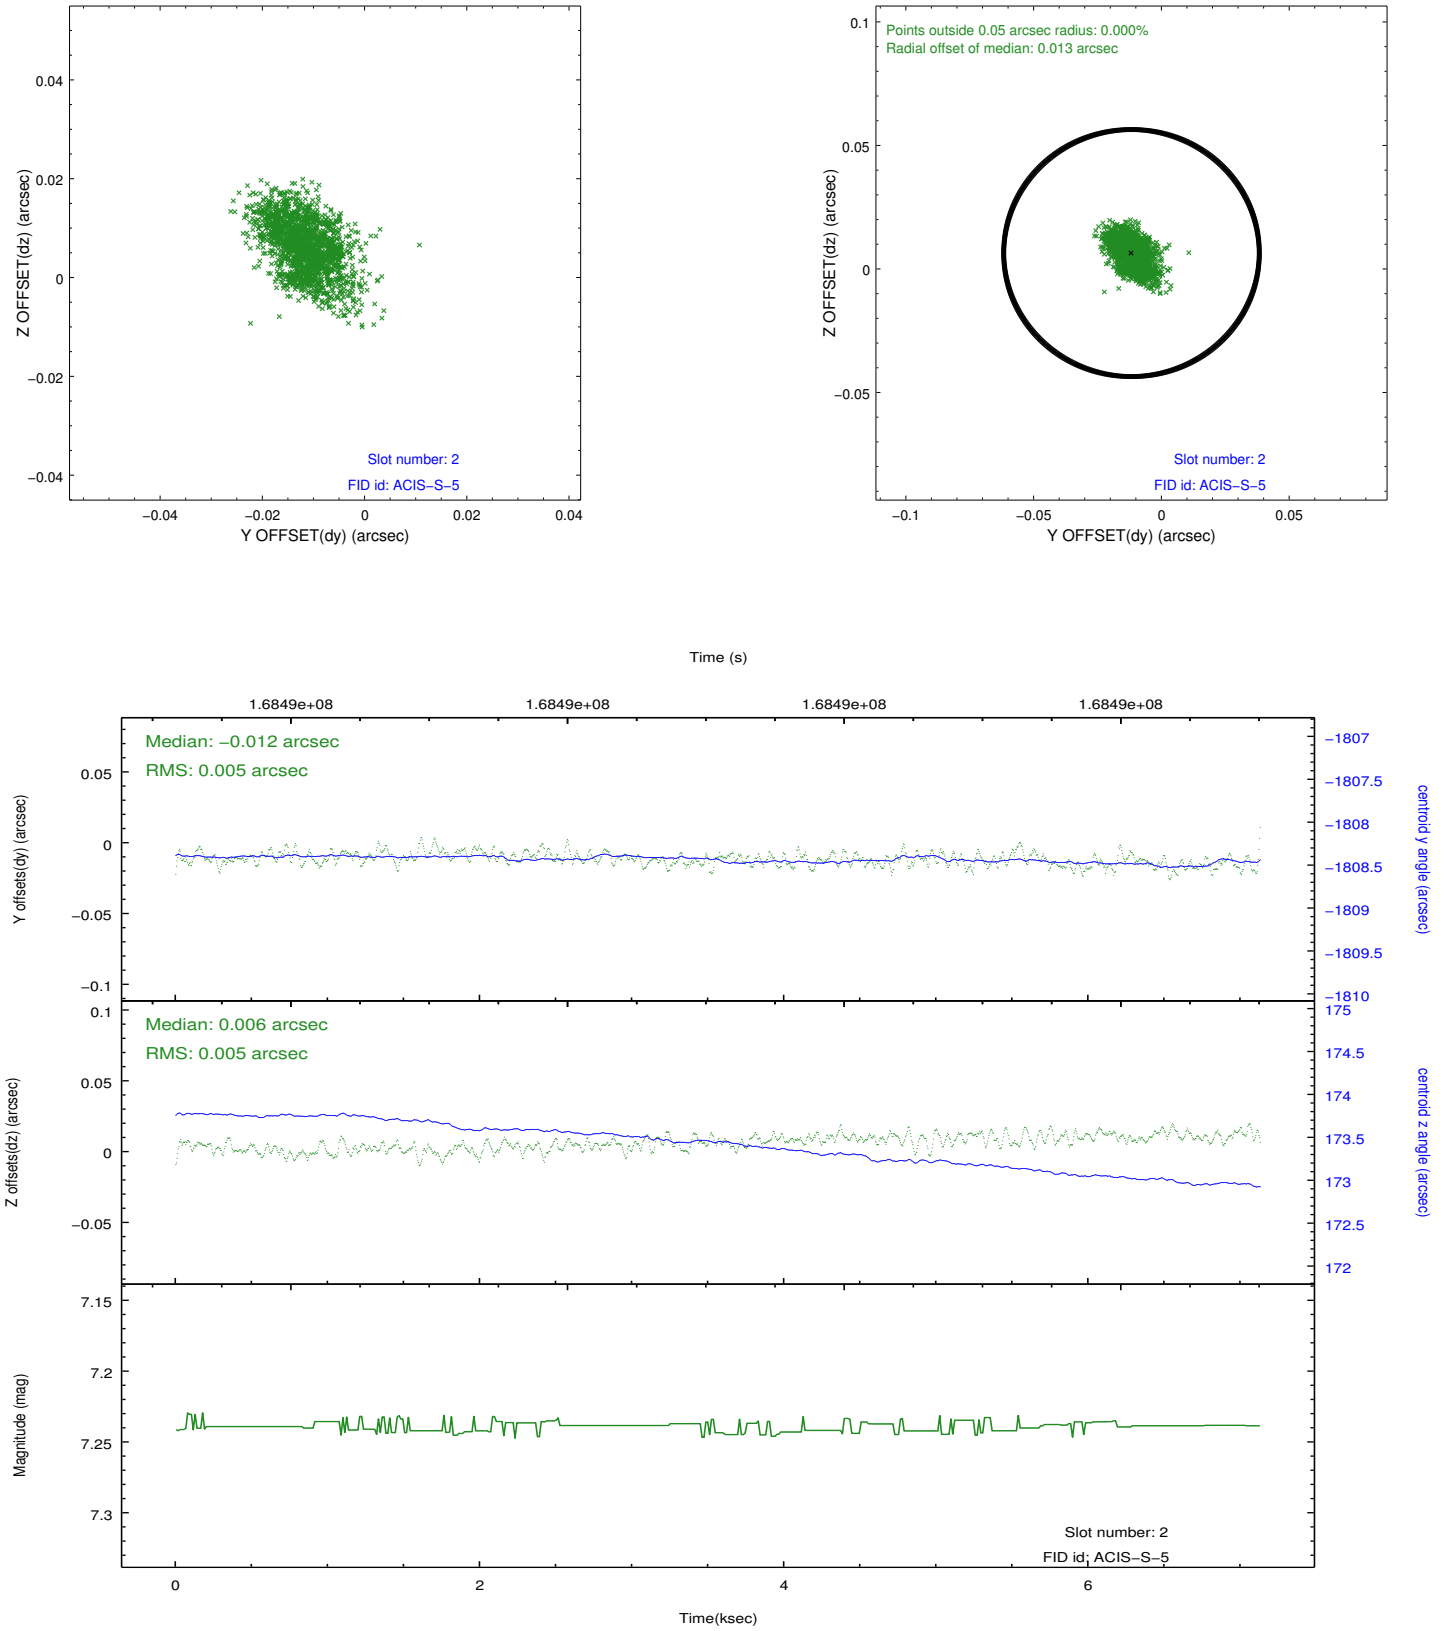 0.04
0.02
0
−0.02
−0.04
Z OFFSET(dz) (arcsec)
Slot number: 2
FID id: ACIS−S−5
−0.04
−0.02
0
0.02
0.04
Y OFFSET(dy) (arcsec)
Points outside 0.05 arcsec radius: 0.000%
Radial offset of median: 0.013 arcsec
0.1
0.05
0
−0.05
Z OFFSET(dz) (arcsec)
Slot number: 2
FID id: ACIS−S−5
−0.1
−0.05
0
0.05
Y OFFSET(dy) (arcsec)
Time (s)
1.6849e+08
1.6849e+08
1.6849e+08
1.6849e+08
Median: −0.012 arcsec
RMS: 0.005 arcsec
0.05
0
−0.05
−0.1
Y offsets(dy) (arcsec)
−1807
−1807.5
−1808
−1808.5
−1809
−1809.5
−1810
centroid y angle (arcsec)
Median: 0.006 arcsec
RMS: 0.005 arcsec
0.1
0.05
0
−0.05
Z offsets(dz) (arcsec)
175
174.5
174
173.5
173
172.5
172
centroid z angle (arcsec)
7.15
7.2
7.25
7.3
Magnitude (mag)
Slot number: 2
FID id: ACIS−S−5
0
2
4
6
Time(ksec)